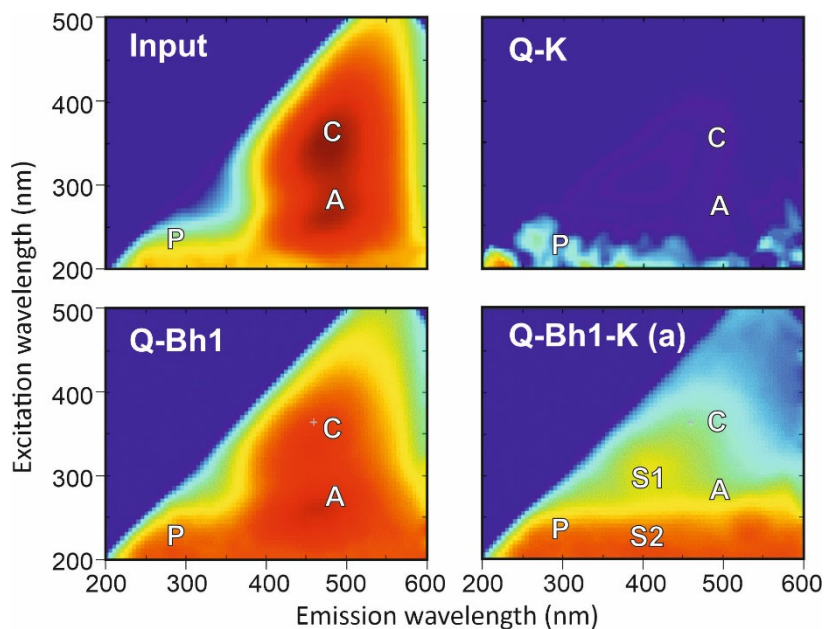 Input
Q-K
C
A
P
C
A
P
500
400
300
200
Q-Bh1
Q-Bh1-K (a)
C
A
P
C
S1
A
P
S2
500
400
300
200
200
300
400
500
600
200
300
400
500
600
Excitation wavelength (nm)
Emission wavelength (nm)